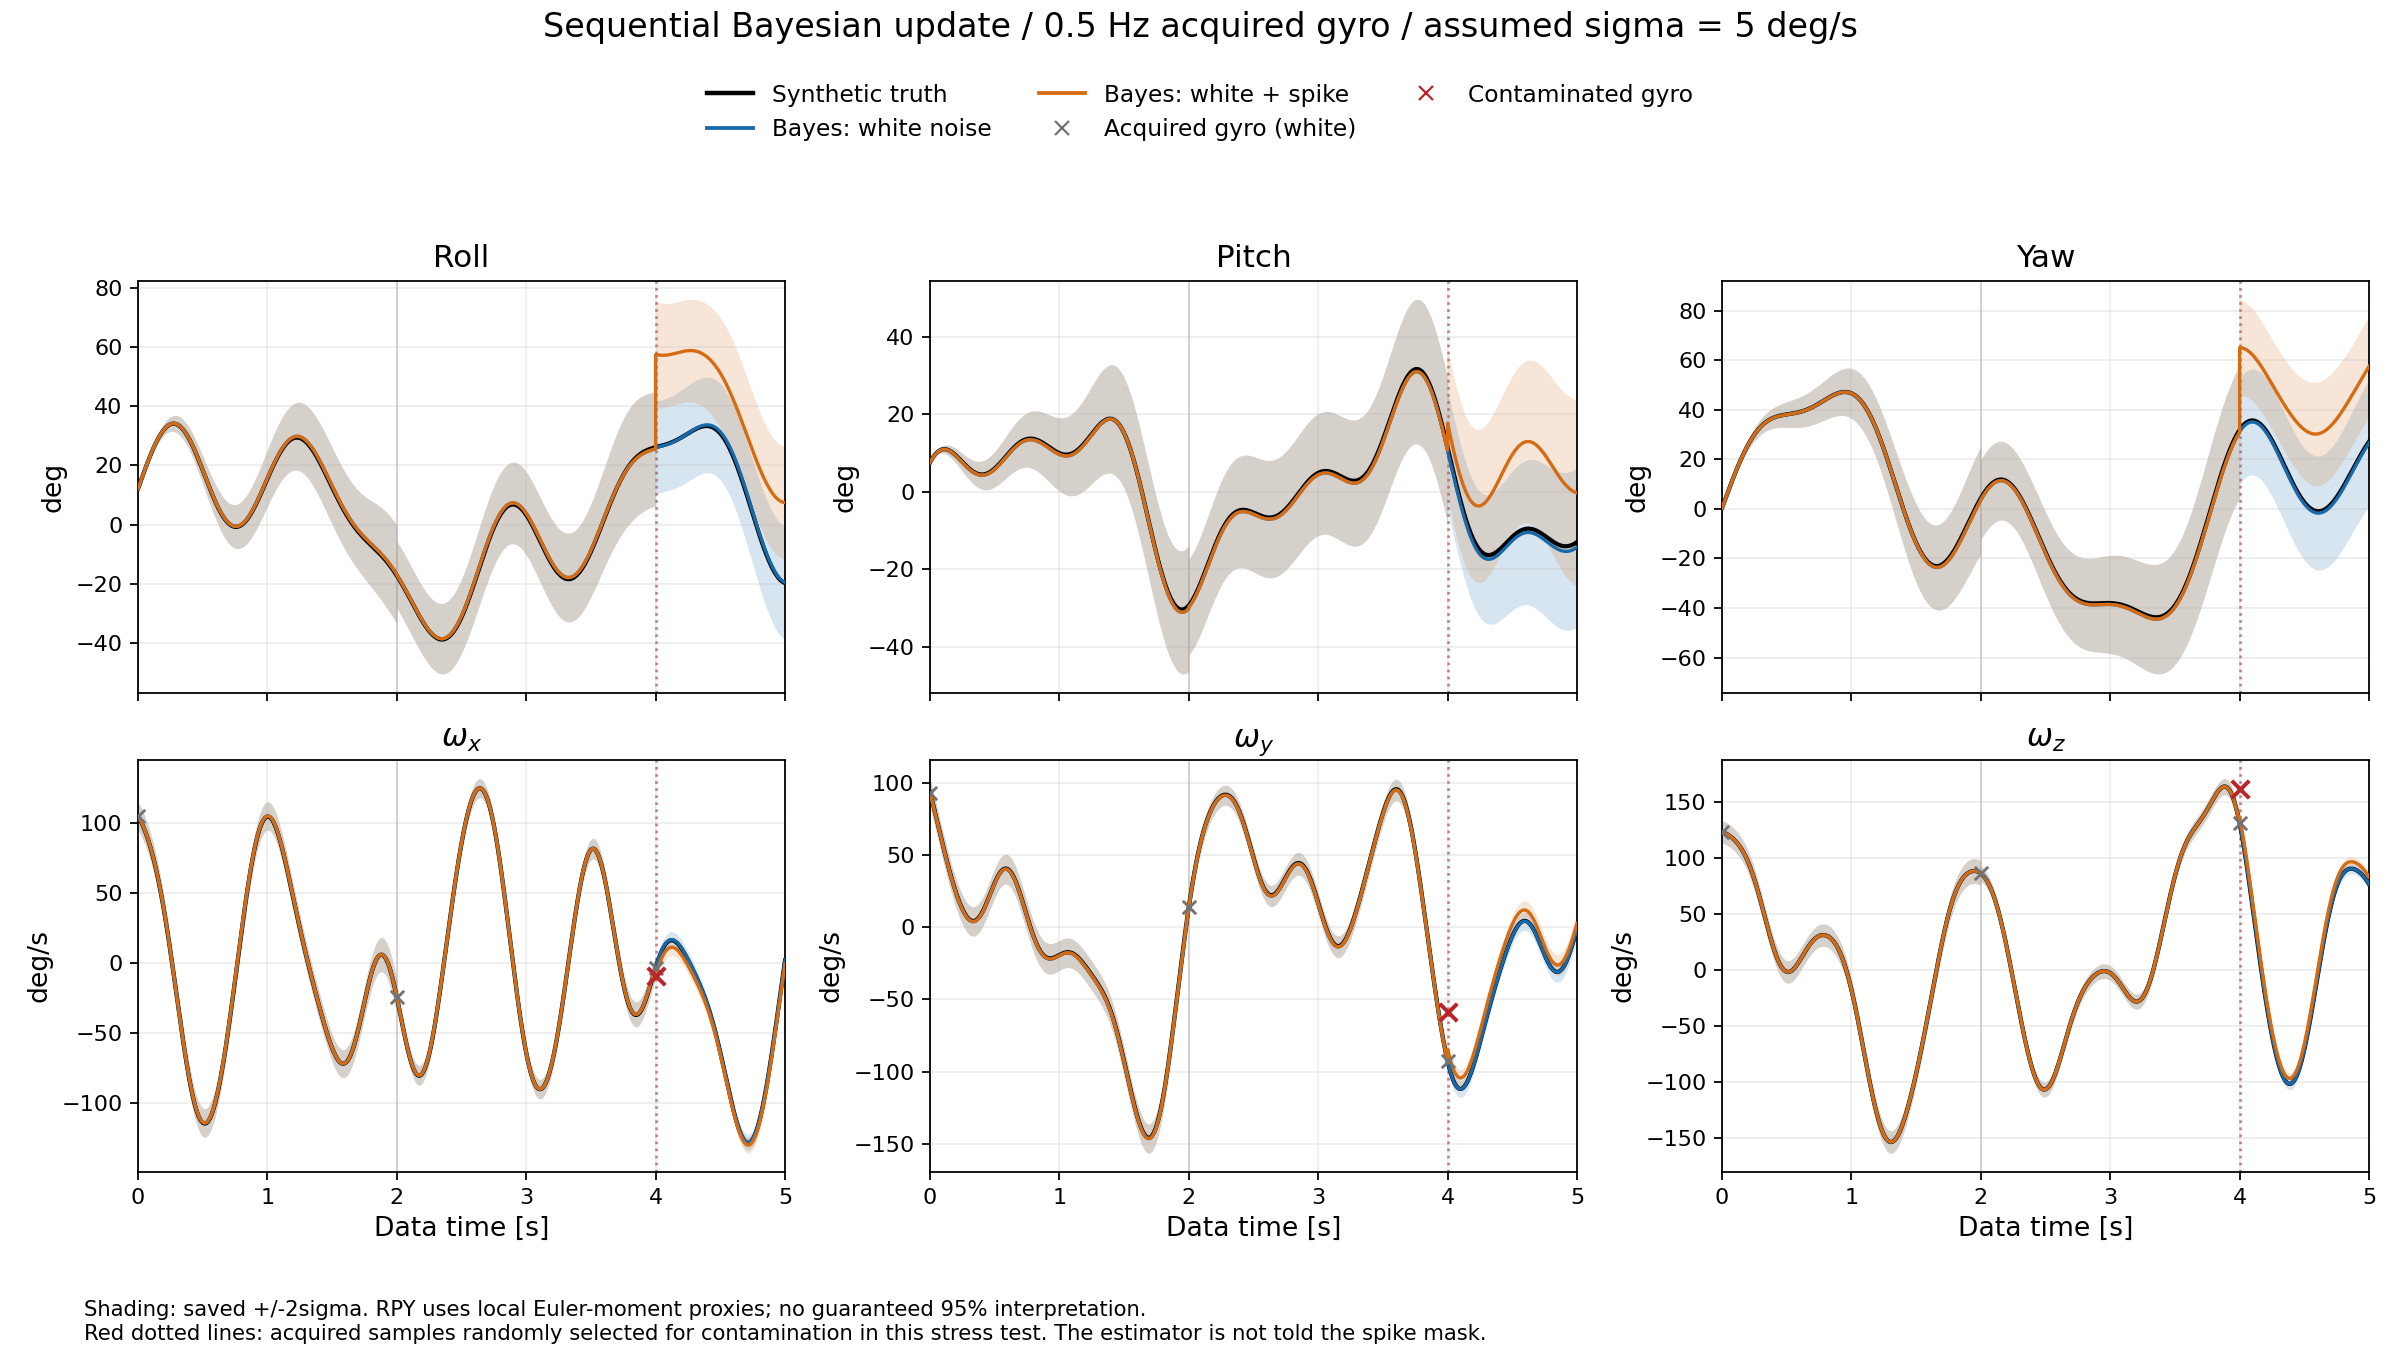 Sequential Bayesian update / 0.5 Hz acquired gyro / assumed sigma = 5 deg/s
Synthetic truth
Bayes: white noise
Bayes: white + spike
Acquired gyro (white)
Contaminated gyro
Roll
Pitch
Yaw
deg
80
60
40
20
0
−20
−40
deg
40
20
0
−20
−40
deg
80
60
40
20
0
−20
−40
−60
ωx
ωy
ωz
deg/s
100
50
0
−50
−100
deg/s
100
50
0
−50
−100
−150
deg/s
150
100
50
0
−50
−100
−150
0 1 2 3 4 5
0 1 2 3 4 5
0 1 2 3 4 5
Data time [s]
Data time [s]
Data time [s]
Shading: saved +/-2sigma. RPY uses local Euler-moment proxies; no guaranteed 95% interpretation.
Red dotted lines: acquired samples randomly selected for contamination in this stress test. The estimator is not told the spike mask.